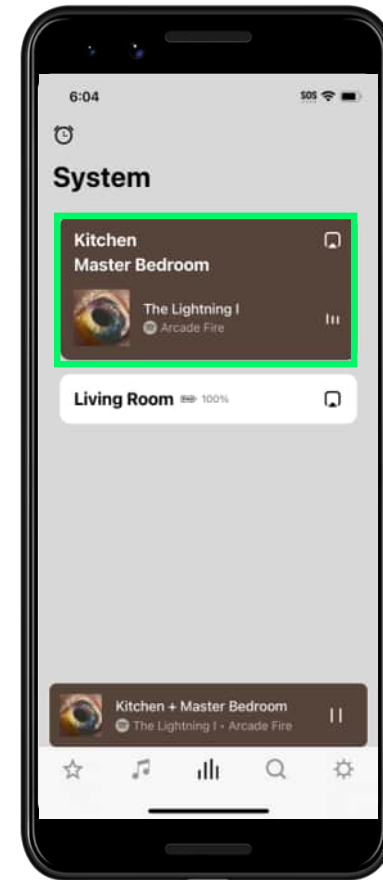 6:04
SOS
System
Kitchen
Master Bedroom
The Lightning I
Arcade Fire
Living Room 100%
Kitchen + Master Bedroom
The Lightning I • Arcade Fire